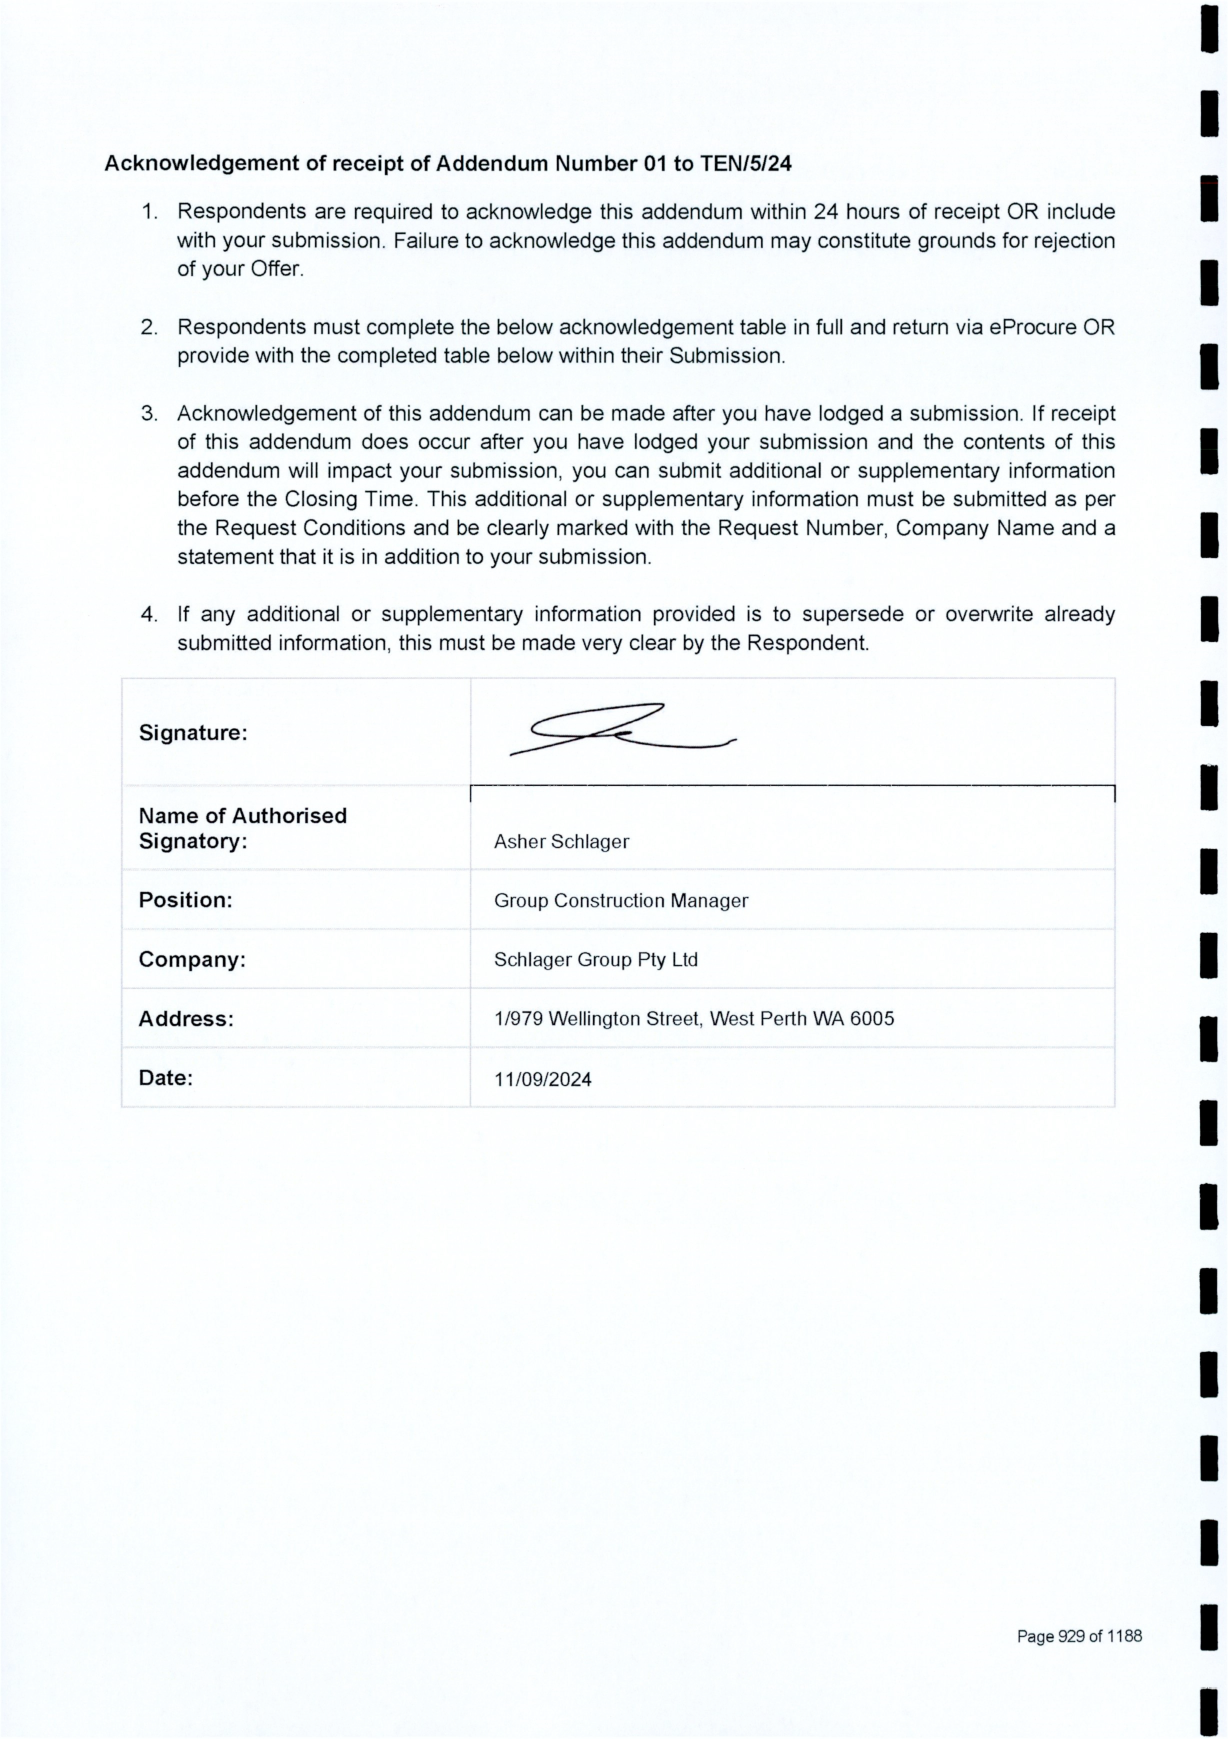 Acknowledgement of receipt of Addendum Number 01 to TEN/5/24
1. Respondents are required to acknowledge this addendum within 24 hours of receipt OR include
with your submission. Failure to acknowledge this addendum may constitute grounds for rejection
of your Offer.
2. Respondents must complete the below acknowledgement table in full and return via eProcure OR
provide with the completed table below within their Submission.
3. Acknowledgement of this addendum can be made after you have lodged a submission. If receipt
of this addendum does occur after you have lodged your submission and the contents of this
addendum will impact your submission, you can submit additional or supplementary information
before the Closing Time. This additional or supplementary information must be submitted as per
the Request Conditions and be clearly marked with the Request Number, Company Name and a
statement that it is in addition to your submission.
4. If any additional or supplementary information provided is to supersede or overwrite already
submitted information, this must be made very clear by the Respondent.
Signature:
Name of Authorised
Signatory: Asher Schlager
Position: Group Construction Manager
Company: Schlager Group Pty Ltd
Address: 1/979 Wellington Street, West Perth WA 6005
Date: 11/09/2024
Page 929 of 1188